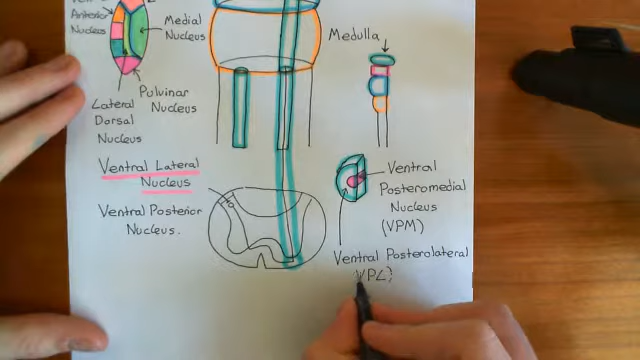 Anterior
Nucleus
Medial
Nucleus
Pulvinar
Nucleus
Lateral
Dorsal
Nucleus
Medulla
Ventral Lateral
Nucleus
Ventral Posterior
Nucleus.
Ventral
Posteromedial
Nucleus
(VPM)
Ventral Posterolateral
(VPL)